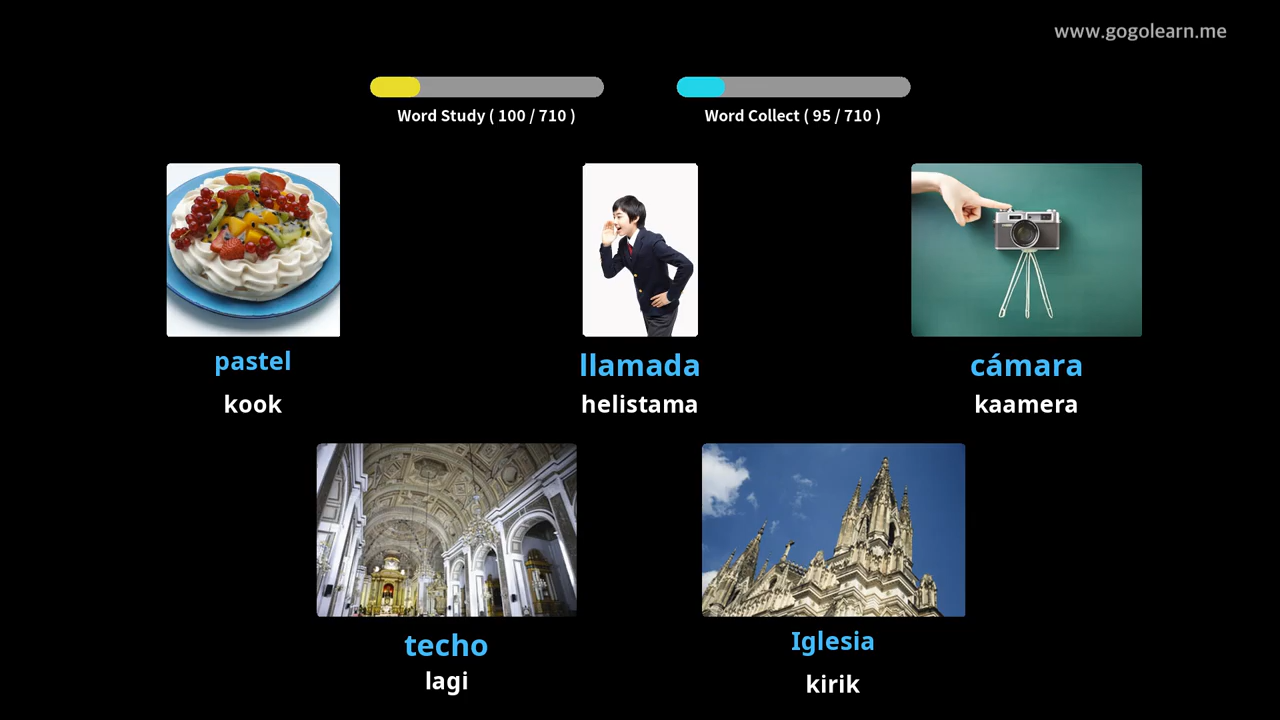 www.gogolearn.me
Word Study ( 100 / 710 )
Word Collect ( 95 / 710 )
pastel
kook
llamada
helistama
cámara
kaamera
techo
lagi
Iglesia
kirik